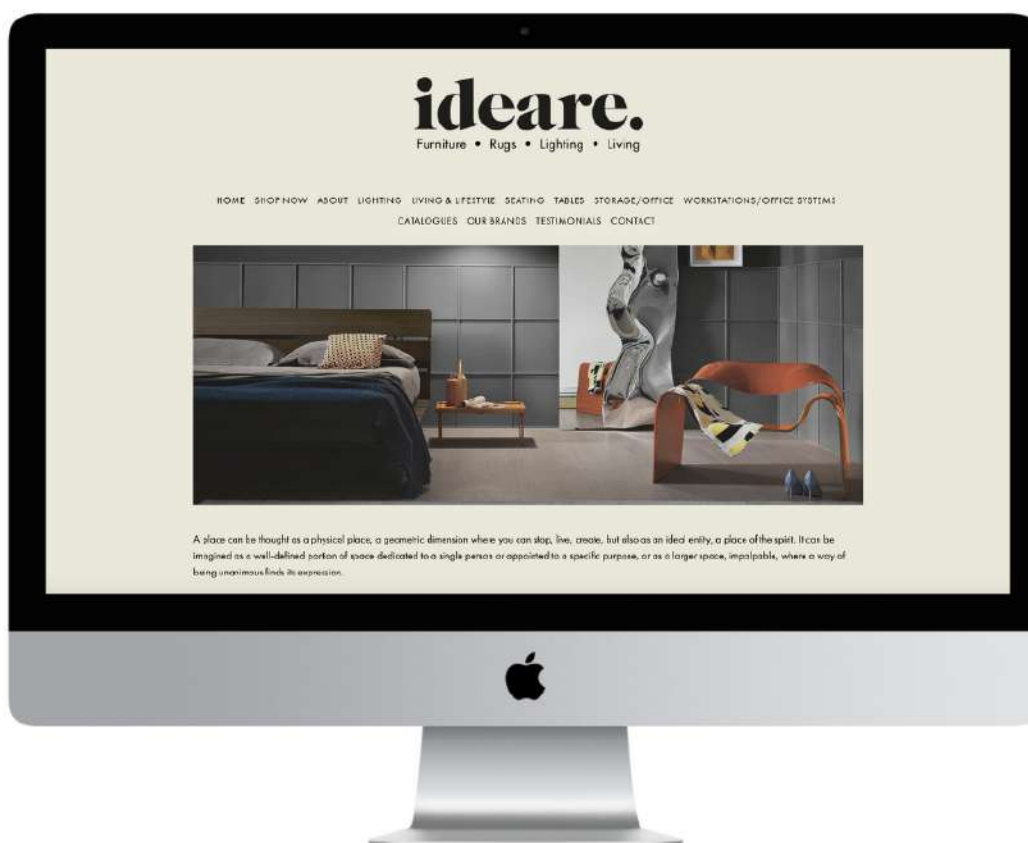 ideare.
Furniture • Rugs • Lighting • Living
HOME SHOP NOW ABOUT LIGHTING LIVING & LIFESTYLE SEATING TABLES STORAGE/OFFICE WORKSTATIONS/OFFICE SYSTEMS
CATALOGUES OUR BRANDS TESTIMONIALS CONTACT
A place can be thought as a physical place, a geometric dimension where you can stop, live, create, but also as an ideal entity, a place of the spirit. It can be
imagined as a well-defined portion of space dedicated to a single person or appointed to a specific purpose, or as a larger space, impalpable, where a way of
being unanimous finds its expression.